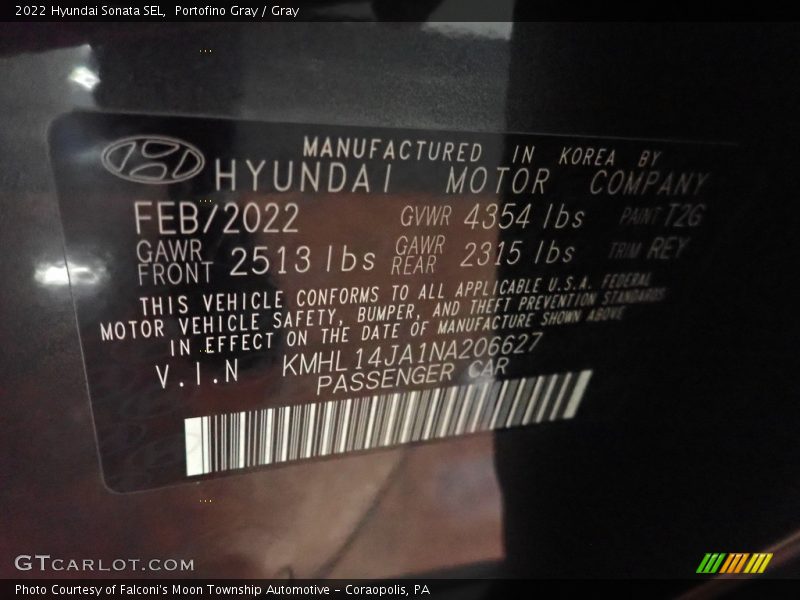 2022 Hyundai Sonata SEL,  Portofino Gray / Gray
MANUFACTURED IN KOREA BY
HYUNDAI MOTOR COMPANY
FEB/2022 GVWR 4354 lbs PAINT T2G
GAWR FRONT 2513 lbs GAWR REAR 2315 lbs TRIM REY
THIS VEHICLE CONFORMS TO ALL APPLICABLE U.S.A. FEDERAL
MOTOR VEHICLE SAFETY, BUMPER, AND THEFT PREVENTION STANDARDS
IN EFFECT ON THE DATE OF MANUFACTURE SHOWN ABOVE
V.I.N KMHL14JA1NA206627
PASSENGER CAR
GTCARLOT.COM
Photo Courtesy of Falconi's Moon Township Automotive – Coraopolis, PA